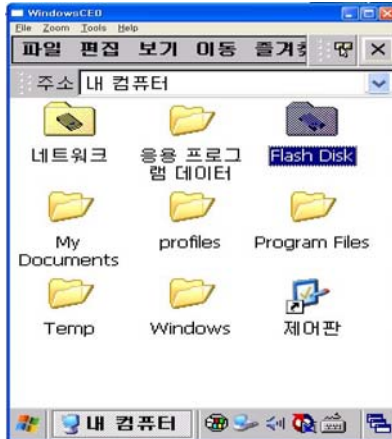 WindowsCE0
File Zoom Tools Help
파일 편집 보기 이동 즐겨찾
주소 내 컴퓨터
네트워크 응용 프로그램 데이터 Flash Disk
My Documents profiles Program Files
Temp Windows 제어판
내 컴퓨터